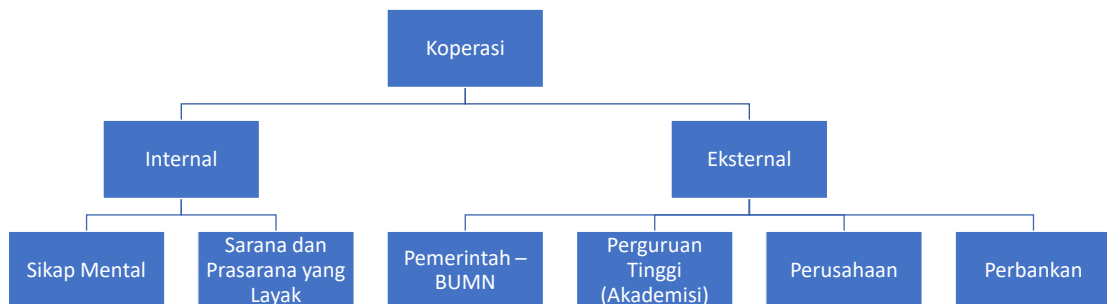 Koperasi
Internal
Eksternal
Sikap Mental
Sarana dan
Prasarana yang
Layak
Pemerintah –
BUMN
Perguruan
Tinggi
(Akademisi)
Perusahaan
Perbankan